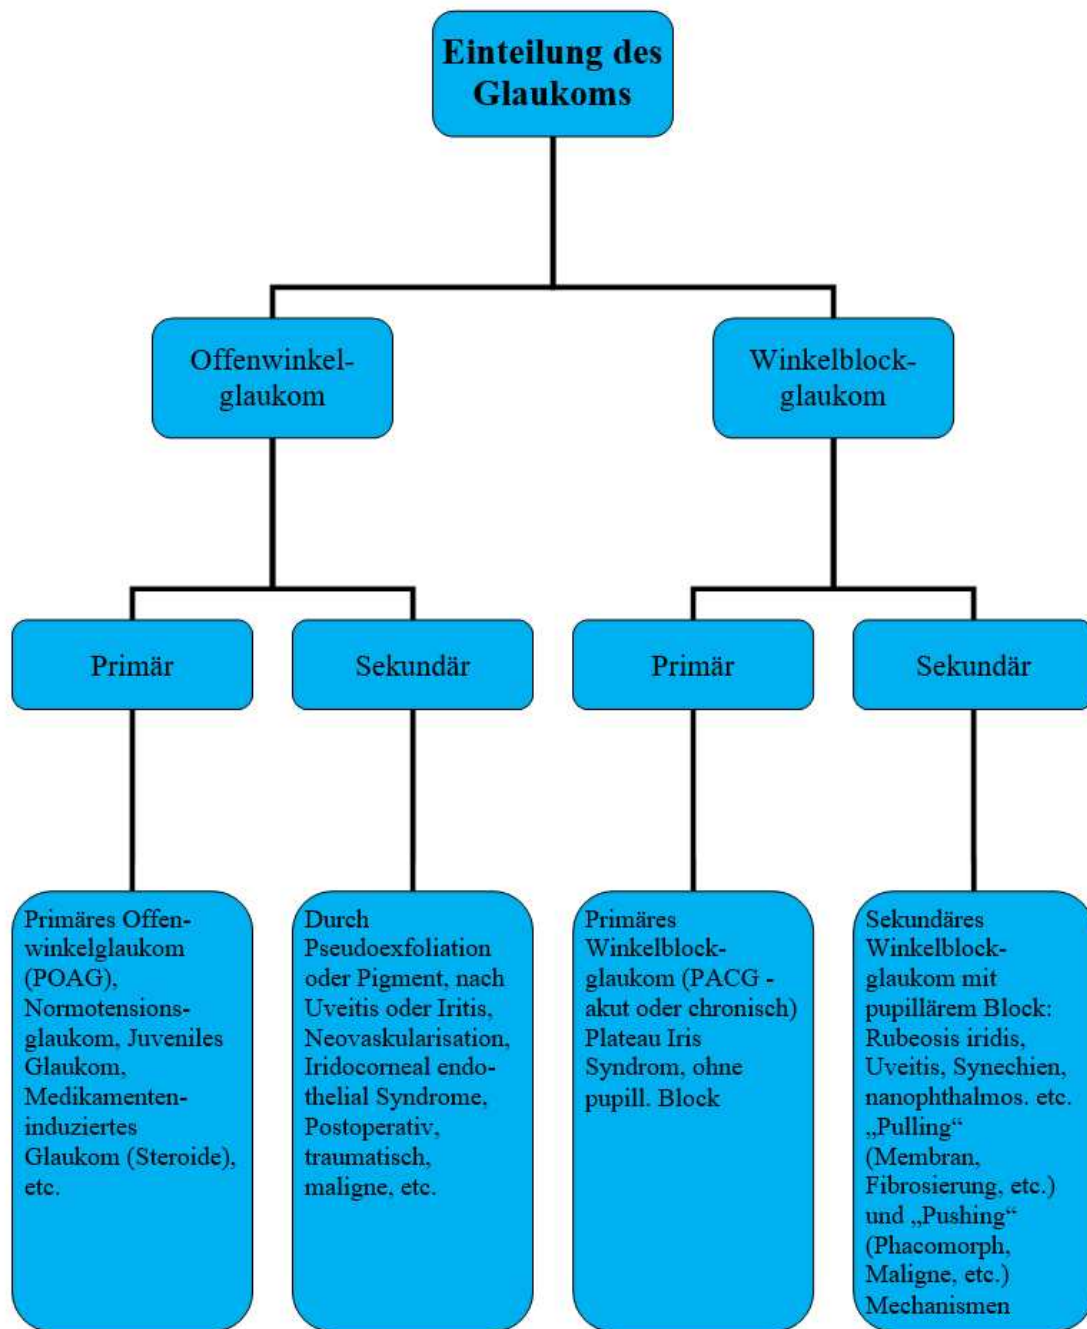 Einteilung des
Glaukoms
Offenwinkel-
glaukom
Winkelblock-
glaukom
Primär
Sekundär
Primär
Sekundär
Primäres Offen-
winkelglaukom
(POAG),
Normotensions-
glaukom, Juveniles
Glaukom,
Medikamenten-
induziertes
Glaukom (Steroide),
etc.
Durch
Pseudoexfoliation
oder Pigment, nach
Uveitis oder Iritis,
Neovaskularisation,
Iridocorneal endo-
thelial Syndrome,
Postoperativ,
traumatisch,
maligne, etc.
Primäres
Winkelblock-
glaukom (PACG -
akut oder chronisch)
Plateau Iris
Syndrom, ohne
pupill. Block
Sekundäres
Winkelblock-
glaukom mit
pupillärem Block:
Rubeosis iridis,
Uveitis, Synechien,
nanophthalmos. etc.
„Pulling“
(Membran,
Fibrosierung, etc.)
und „Pushing“
(Phacomorph,
Maligne, etc.)
Mechanismen